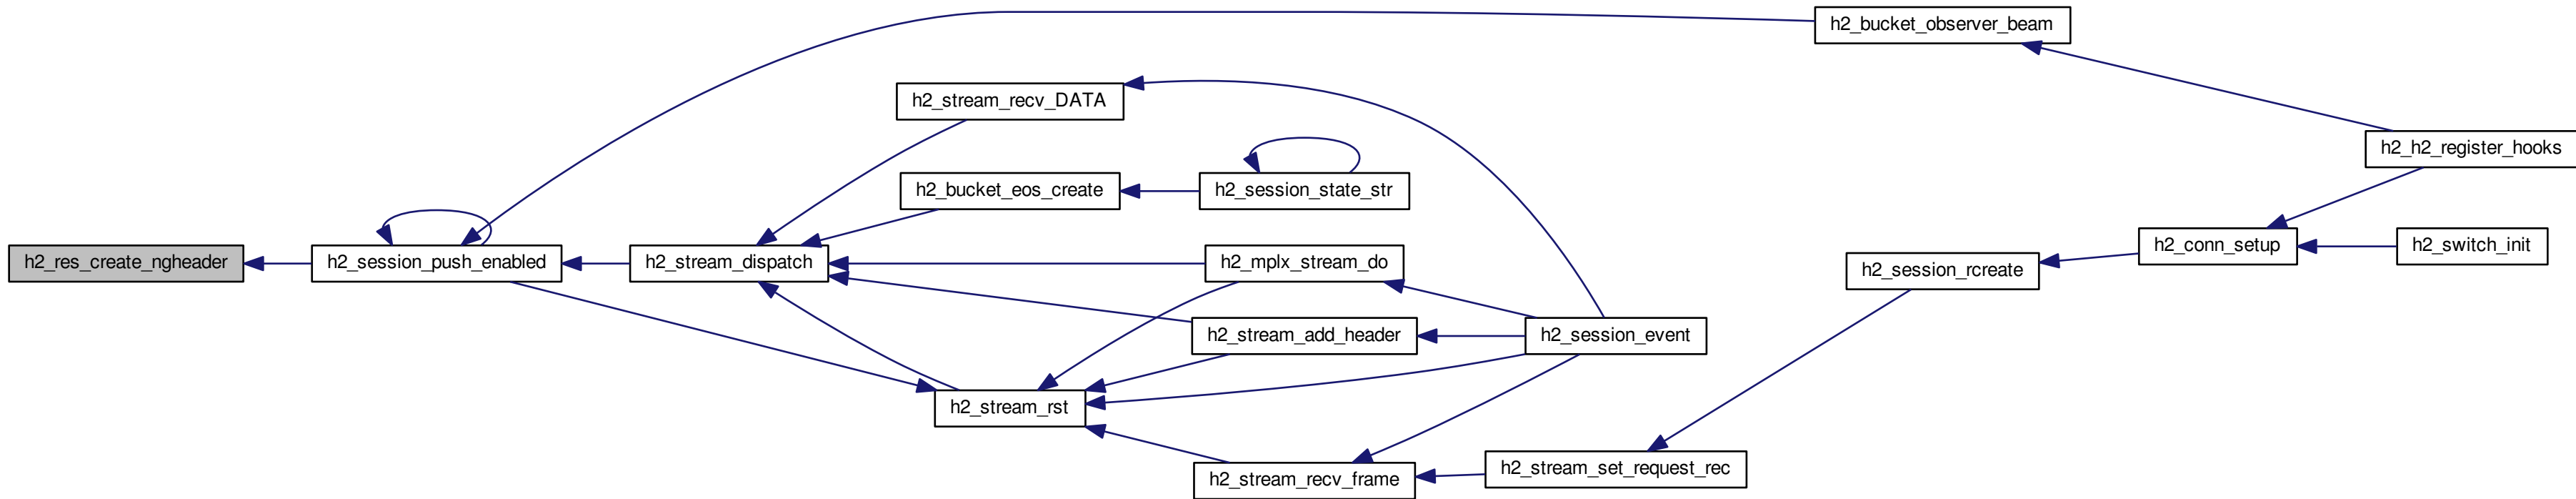 h2_bucket_observer_beam
h2_stream_recv_DATA
h2_h2_register_hooks
h2_bucket_eos_create
h2_session_state_str
h2_res_create_ngheader
h2_session_push_enabled
h2_stream_dispatch
h2_mplx_stream_do
h2_session_rcreate
h2_conn_setup
h2_switch_init
h2_stream_add_header
h2_session_event
h2_stream_rst
h2_stream_recv_frame
h2_stream_set_request_rec